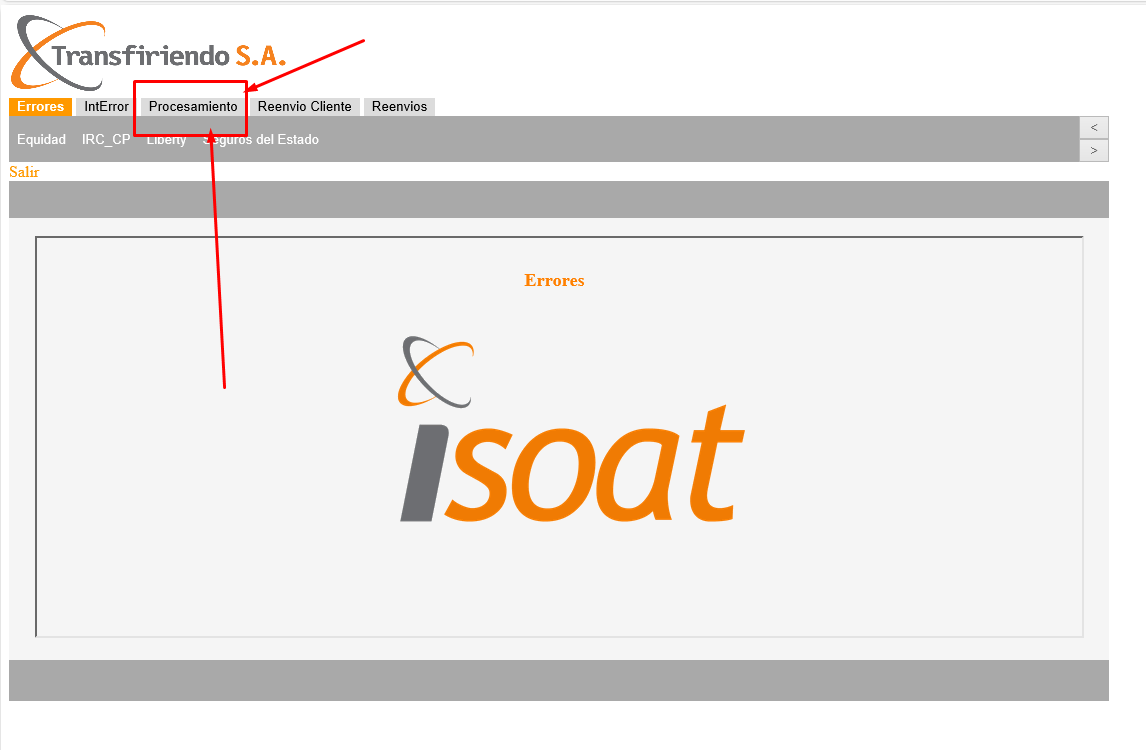 Transfiriendo S.A.
Errores IntError Procesamiento Reenvio Cliente Reenvios
Equidad IRC_CP Liberty Seguros del Estado
<
>
Salir
Errores
isoat